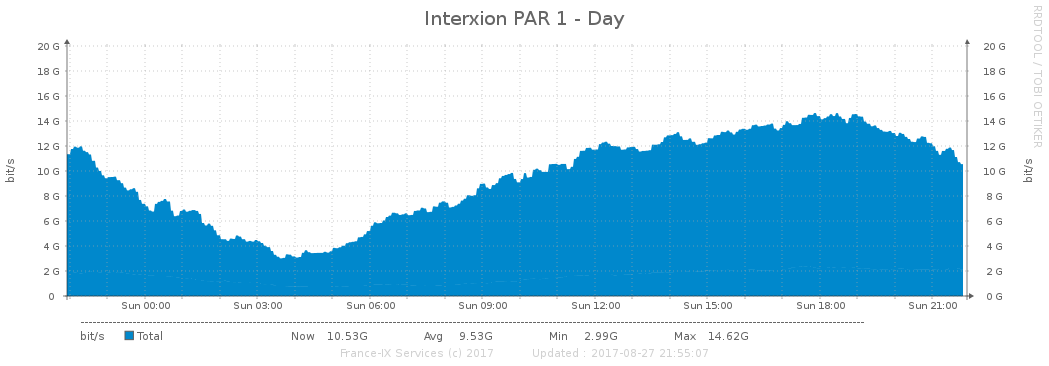 Interxion PAR 1 - Day
RRDTOOL / TOBI OETIKER
20 G 20 G
18 G 18 G
16 G 16 G
14 G 14 G
12 G 12 G
10 G 10 G
8 G 8 G
6 G 6 G
4 G 4 G
2 G 2 G
0 0 G
bit/s
bit/s
Sun 00:00 Sun 03:00 Sun 06:00 Sun 09:00 Sun 12:00 Sun 15:00 Sun 18:00 Sun 21:00
bit/s Total Now 10.53G Avg 9.53G Min 2.99G Max 14.62G
France-IX Services (c) 2017 Updated : 2017-08-27 21:55:07